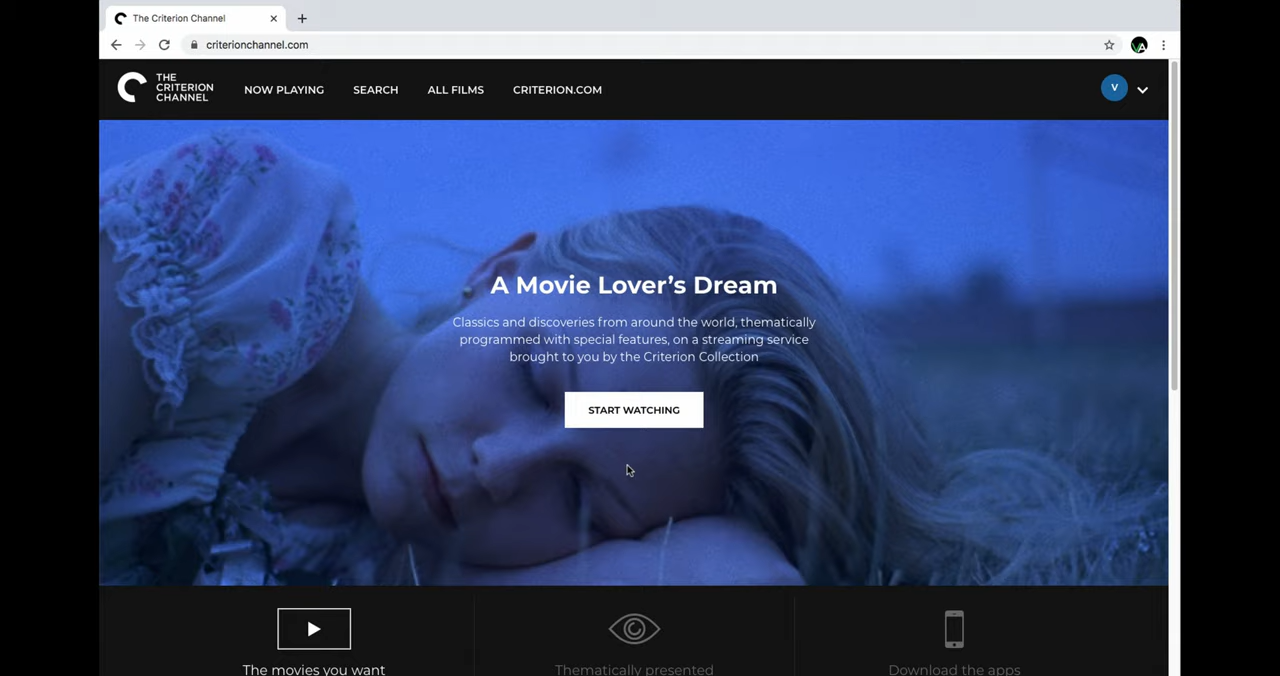 The Criterion Channel
criterionchannel.com
THE
CRITERION
CHANNEL
NOW PLAYING
SEARCH
ALL FILMS
CRITERION.COM
V
A Movie Lover's Dream
Classics and discoveries from around the world, thematically
programmed with special features, on a streaming service
brought to you by the Criterion Collection
START WATCHING
The movies you want
Thematically presented
Download the apps